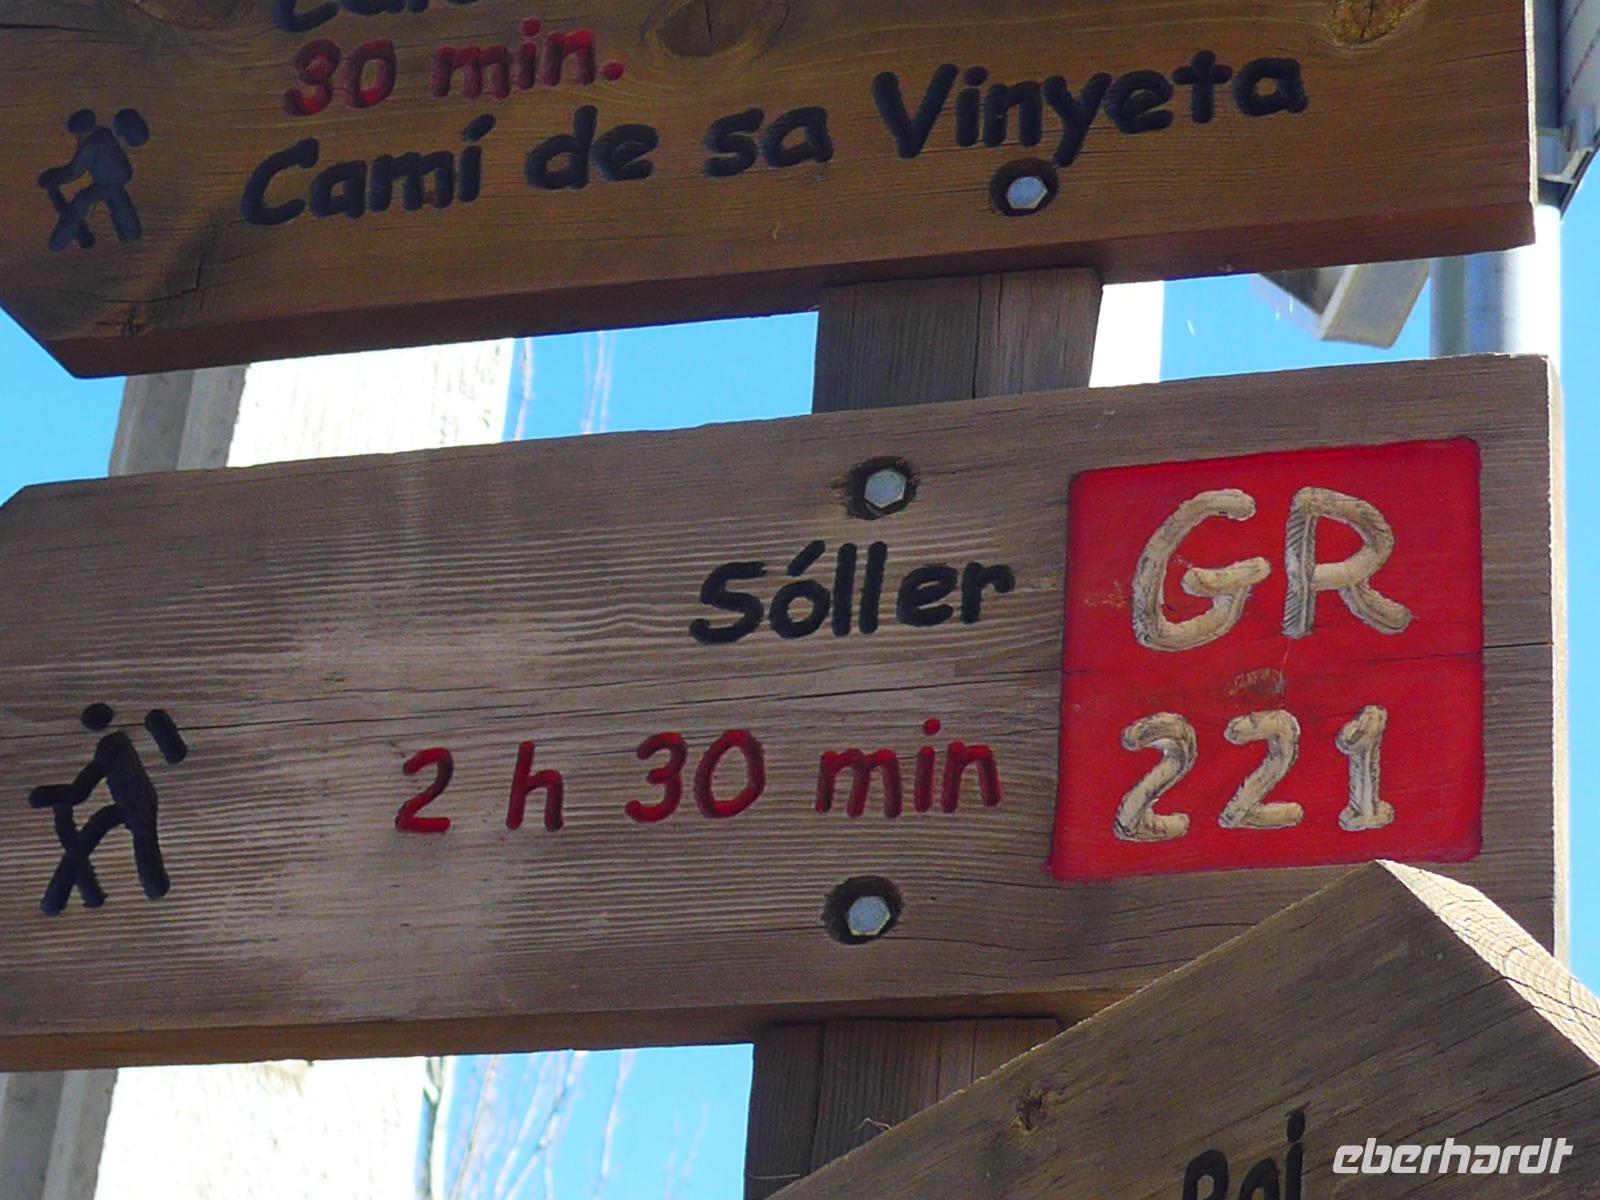 30 min.
Camí de sa Vinyeta
Sóller
2 h 30 min
GR
221
eberhardt